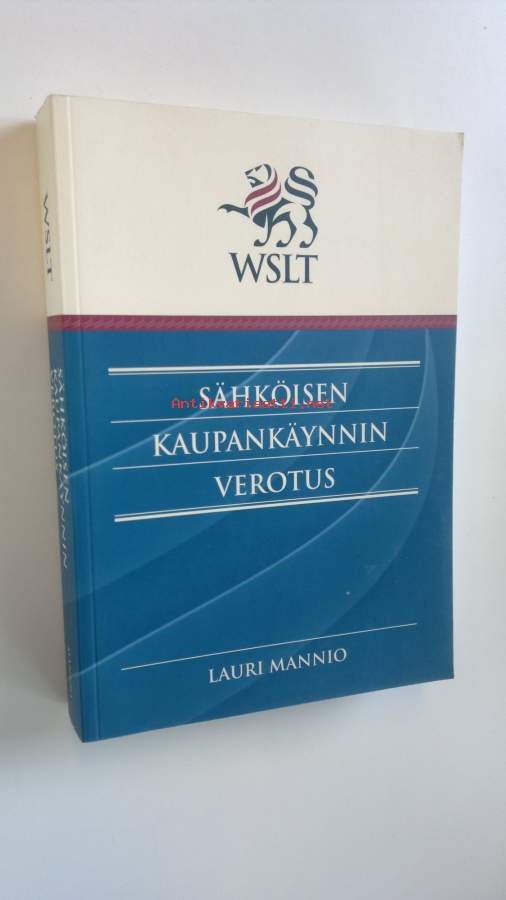 WSLT
SÄHKÖISEN
Antikvariaatti.net
KAUPANKÄYNNIN
VEROTUS
LAURI MANNIO
WSLT
SÄHKÖISEN
KAUPANKÄYNNIN